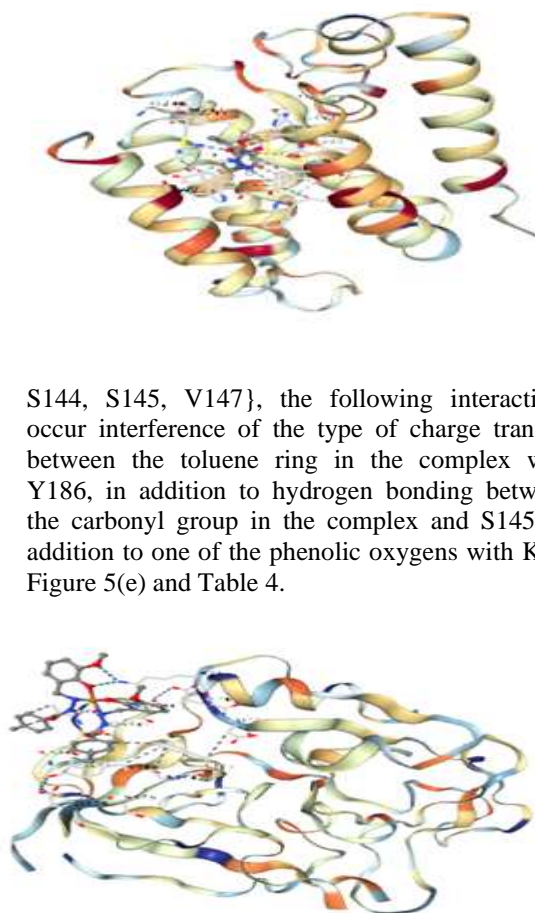 S144, S145, V147}, the following interacti
occur interference of the type of charge tran
between the toluene ring in the complex
Y186, in addition to hydrogen bonding betw
the carbonyl group in the complex and S145
addition to one of the phenolic oxygens with K
Figure 5(e) and Table 4.